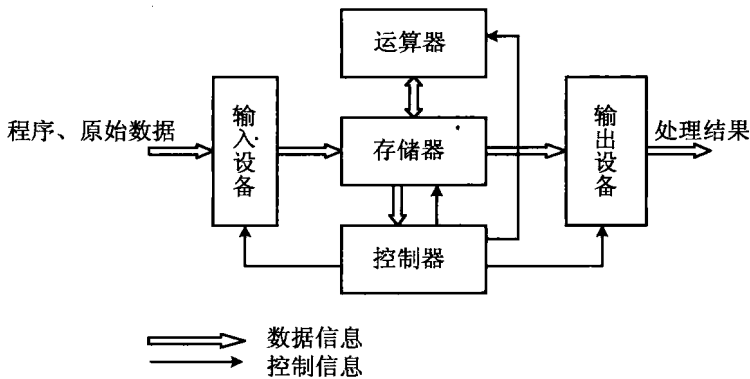 运算器
程序、原始数据
输入设备
存储器
输出设备
处理结果
控制器
数据信息
控制信息